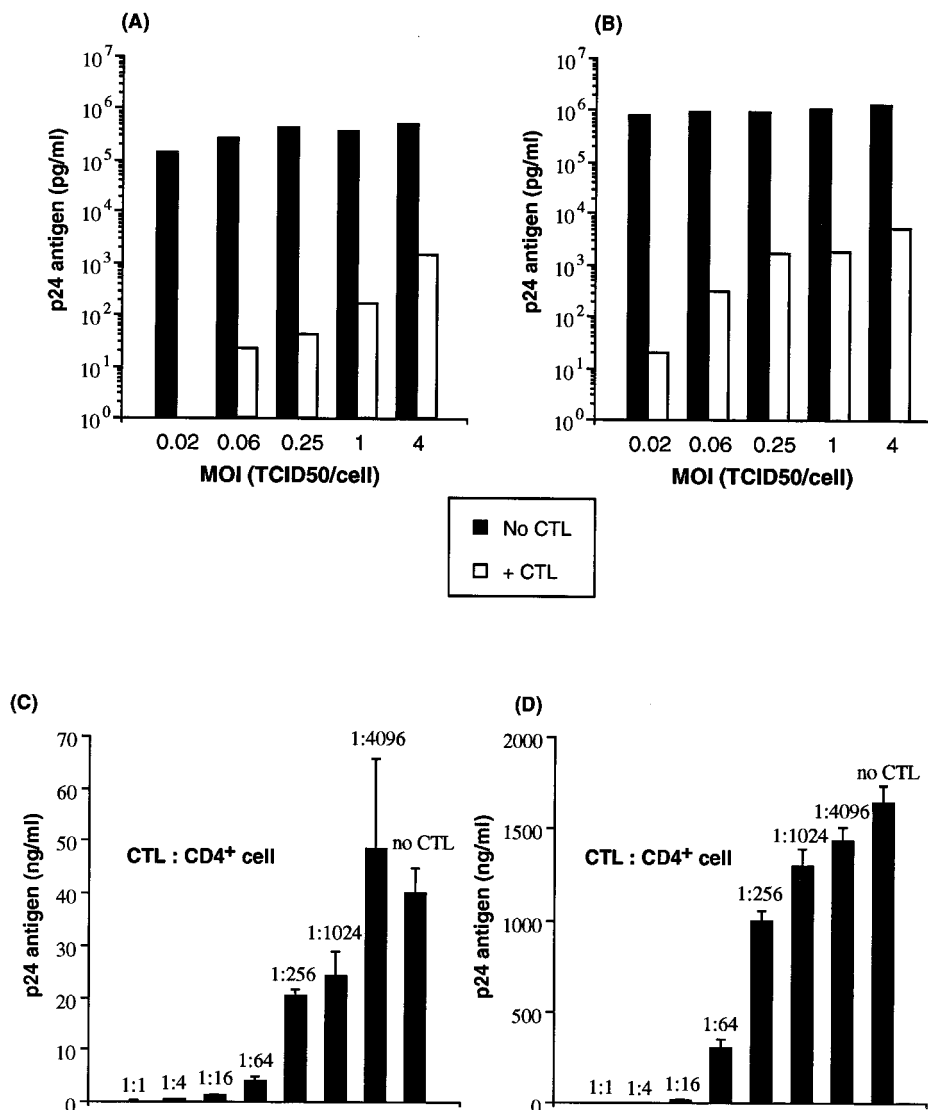 (A)
p24 antigen (pg/ml)
10^7
10^6
10^5
10^4
10^3
10^2
10^1
10^0
0.02 0.06 0.25 1 4
MOI (TCID50/cell)
(B)
p24 antigen (pg/ml)
10^7
10^6
10^5
10^4
10^3
10^2
10^1
10^0
0.02 0.06 0.25 1 4
MOI (TCID50/cell)
No CTL
+ CTL
(C)
p24 antigen (ng/ml)
70
60
50
40
30
20
10
0
CTL : CD4+ cell
1:1 1:4 1:16 1:64 1:256 1:1024 1:4096 no CTL
(D)
p24 antigen (ng/ml)
2000
1500
1000
500
0
CTL : CD4+ cell
1:1 1:4 1:16 1:64 1:256 1:1024 1:4096 no CTL